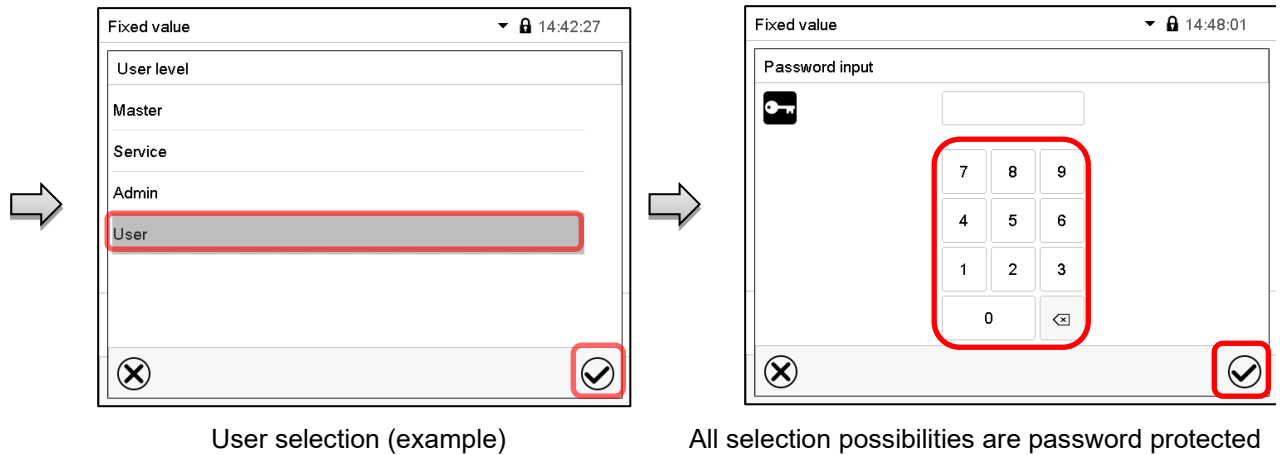 Fixed value
14:42:27
User level
Master
Service
Admin
User
User selection (example)
Fixed value
14:48:01
Password input
7 8 9
4 5 6
1 2 3
0
All selection possibilities are password protected